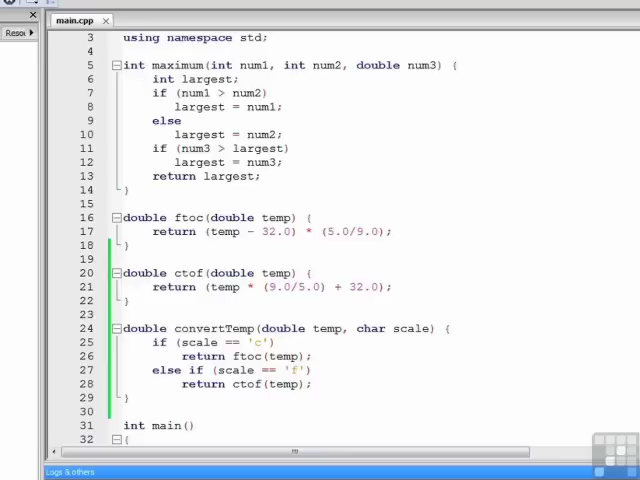 main.cpp
Resou
3 using namespace std;
4
5 int maximum(int num1, int num2, double num3) {
6 int largest;
7 if (num1 > num2)
8 largest = num1;
9 else
10 largest = num2;
11 if (num3 > largest)
12 largest = num3;
13 return largest;
14 }
15
16 double ftoc(double temp) {
17 return (temp - 32.0) * (5.0/9.0);
18 }
19
20 double ctof(double temp) {
21 return (temp * (9.0/5.0) + 32.0);
22 }
23
24 double convertTemp(double temp, char scale) {
25 if (scale == 'c')
26 return ftoc(temp);
27 else if (scale == 'f')
28 return ctof(temp);
29 }
30
31 int main()
32 {
Logs & others